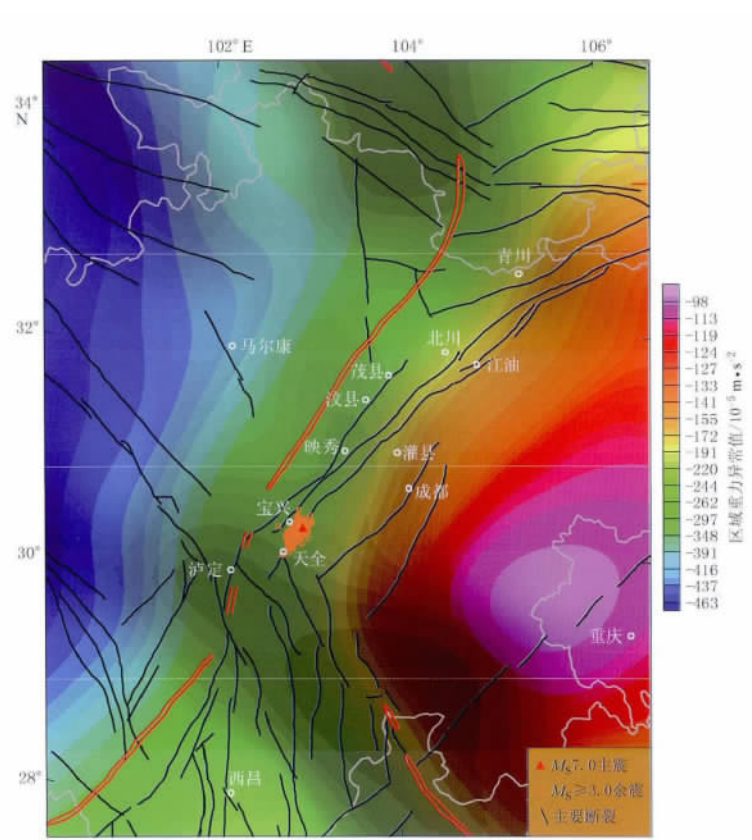 102°E 104° 106°
34°
N
青川
32°
马尔康
北川
江油
茂县
汶县
映秀
灌县
成都
宝兴
30°
天全
泸定
重庆
28°
西昌
-98
-113
-119
-124
-127
-133
-141
-155
-172
-191
-220
-244
-262
-297
-348
-391
-416
-437
-463
区域重力异常值/10⁻⁵m•s⁻²
Ms7.0主震
Ms≥3.0余震
主要断裂